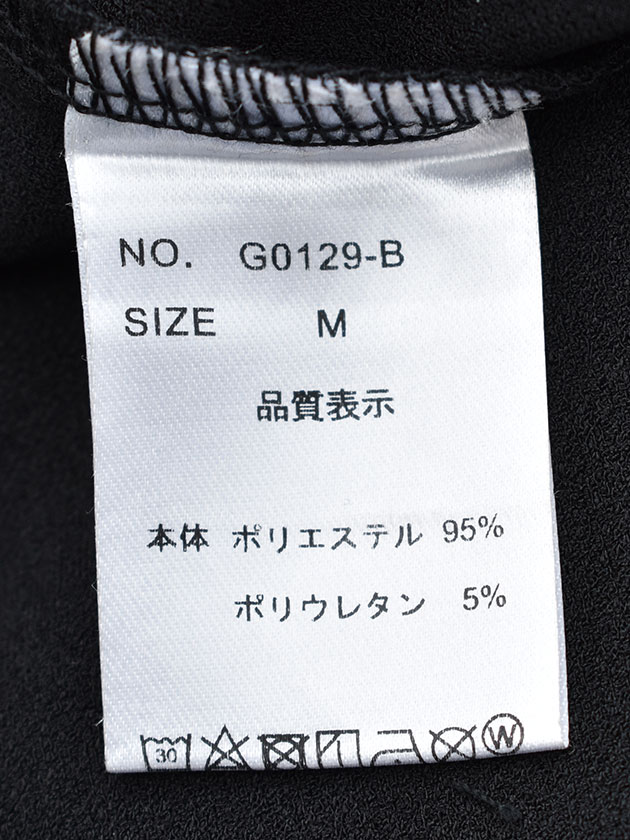 NO. G0129-B
SIZE M
品質表示
本体 ポリエステル 95%
ポリウレタン 5%
30 W